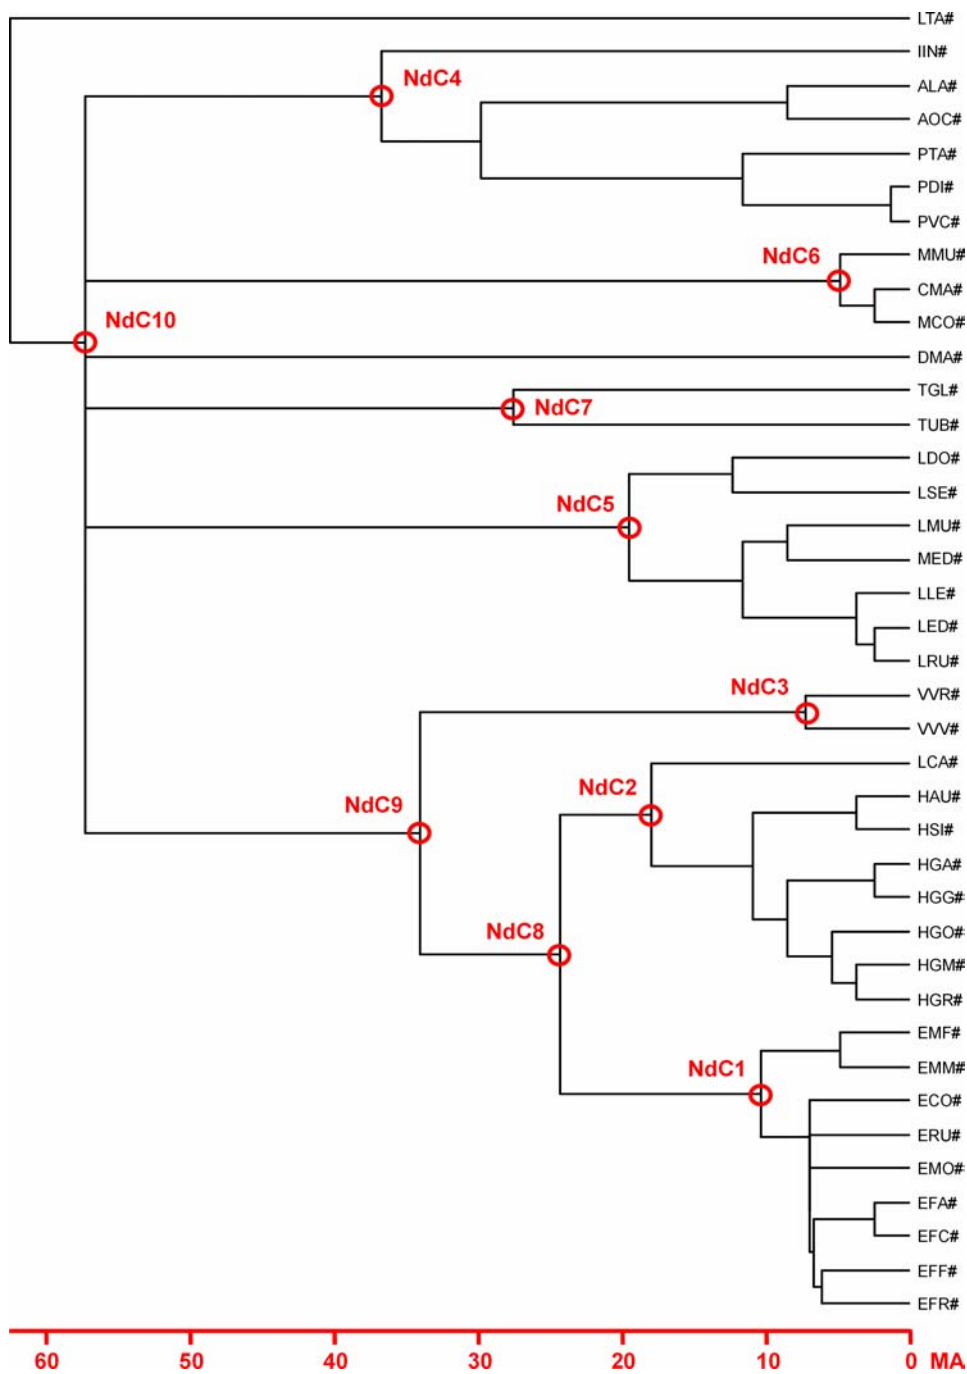 LTA#
IIN#
NdC4
ALA#
AOC#
PTA#
PDI#
PVC#
NdC6
MMU#
CMA#
NdC10
MCO#
DMA#
TGL#
NdC7
TUB#
LDO#
LSE#
NdC5
LMU#
MED#
LLE#
LED#
LRU#
NdC3
VVR#
VVV#
LCA#
NdC2
HAU#
NdC9
HSI#
HGA#
HGG#
NdC8
HGO#
HGM#
HGR#
EMF#
NdC1
EMM#
ECO#
ERU#
EMO#
EFA#
EFC#
EFF#
EFR#
60 50 40 30 20 10 0 MA